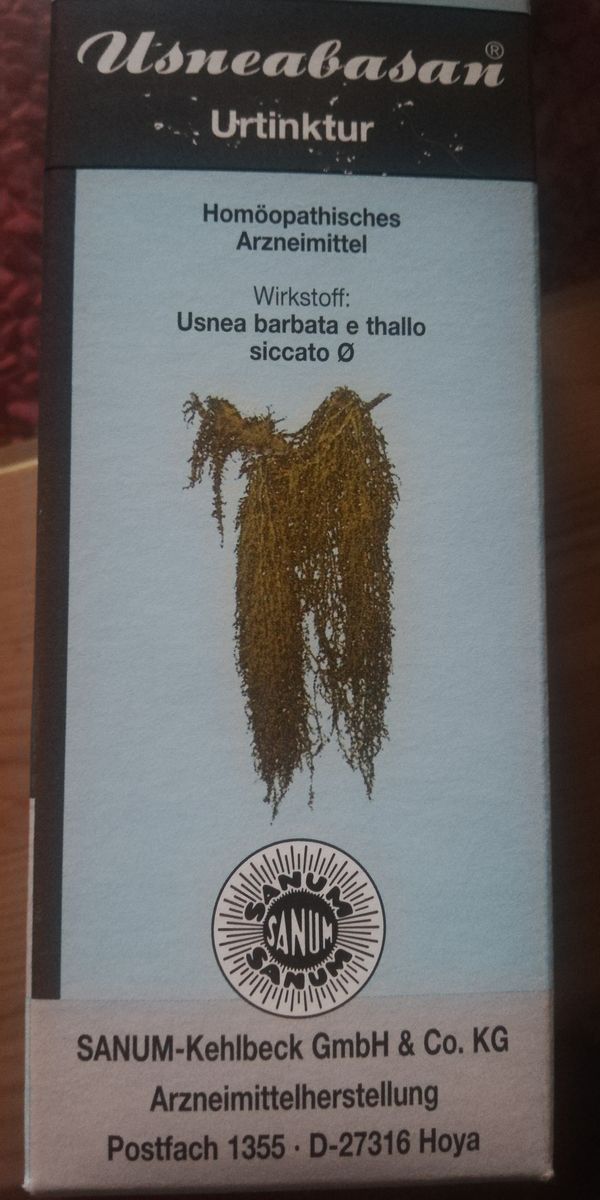 Usneabasan®
Urtinktur
Homöopathisches
Arzneimittel
Wirkstoff:
Usnea barbata e thallo
siccato Ø
SANUM
SANUM
SANUM
SANUM-Kehlbeck GmbH & Co. KG
Arzneimittelherstellung
Postfach 1355 · D-27316 Hoya